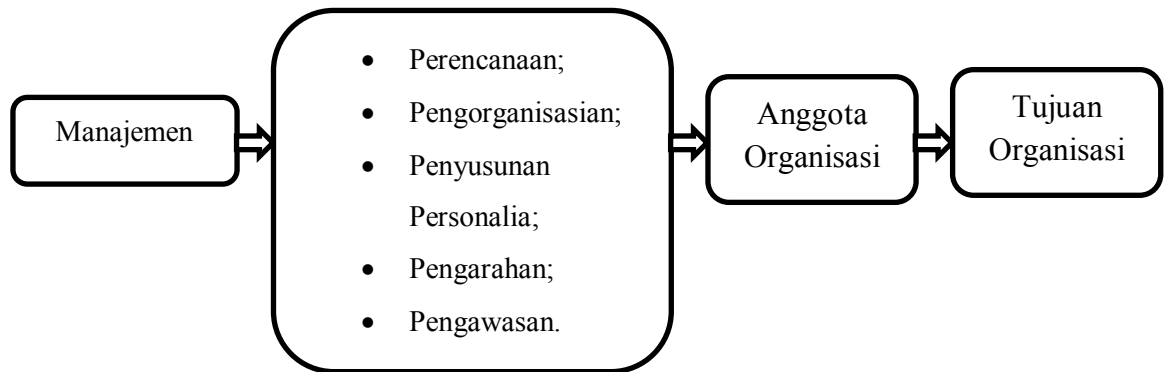 Manajemen
• Perencanaan;
• Pengorganisasian;
• Penyusunan
Personalia;
• Pengarahan;
• Pengawasan.
Anggota
Organisasi
Tujuan
Organisasi